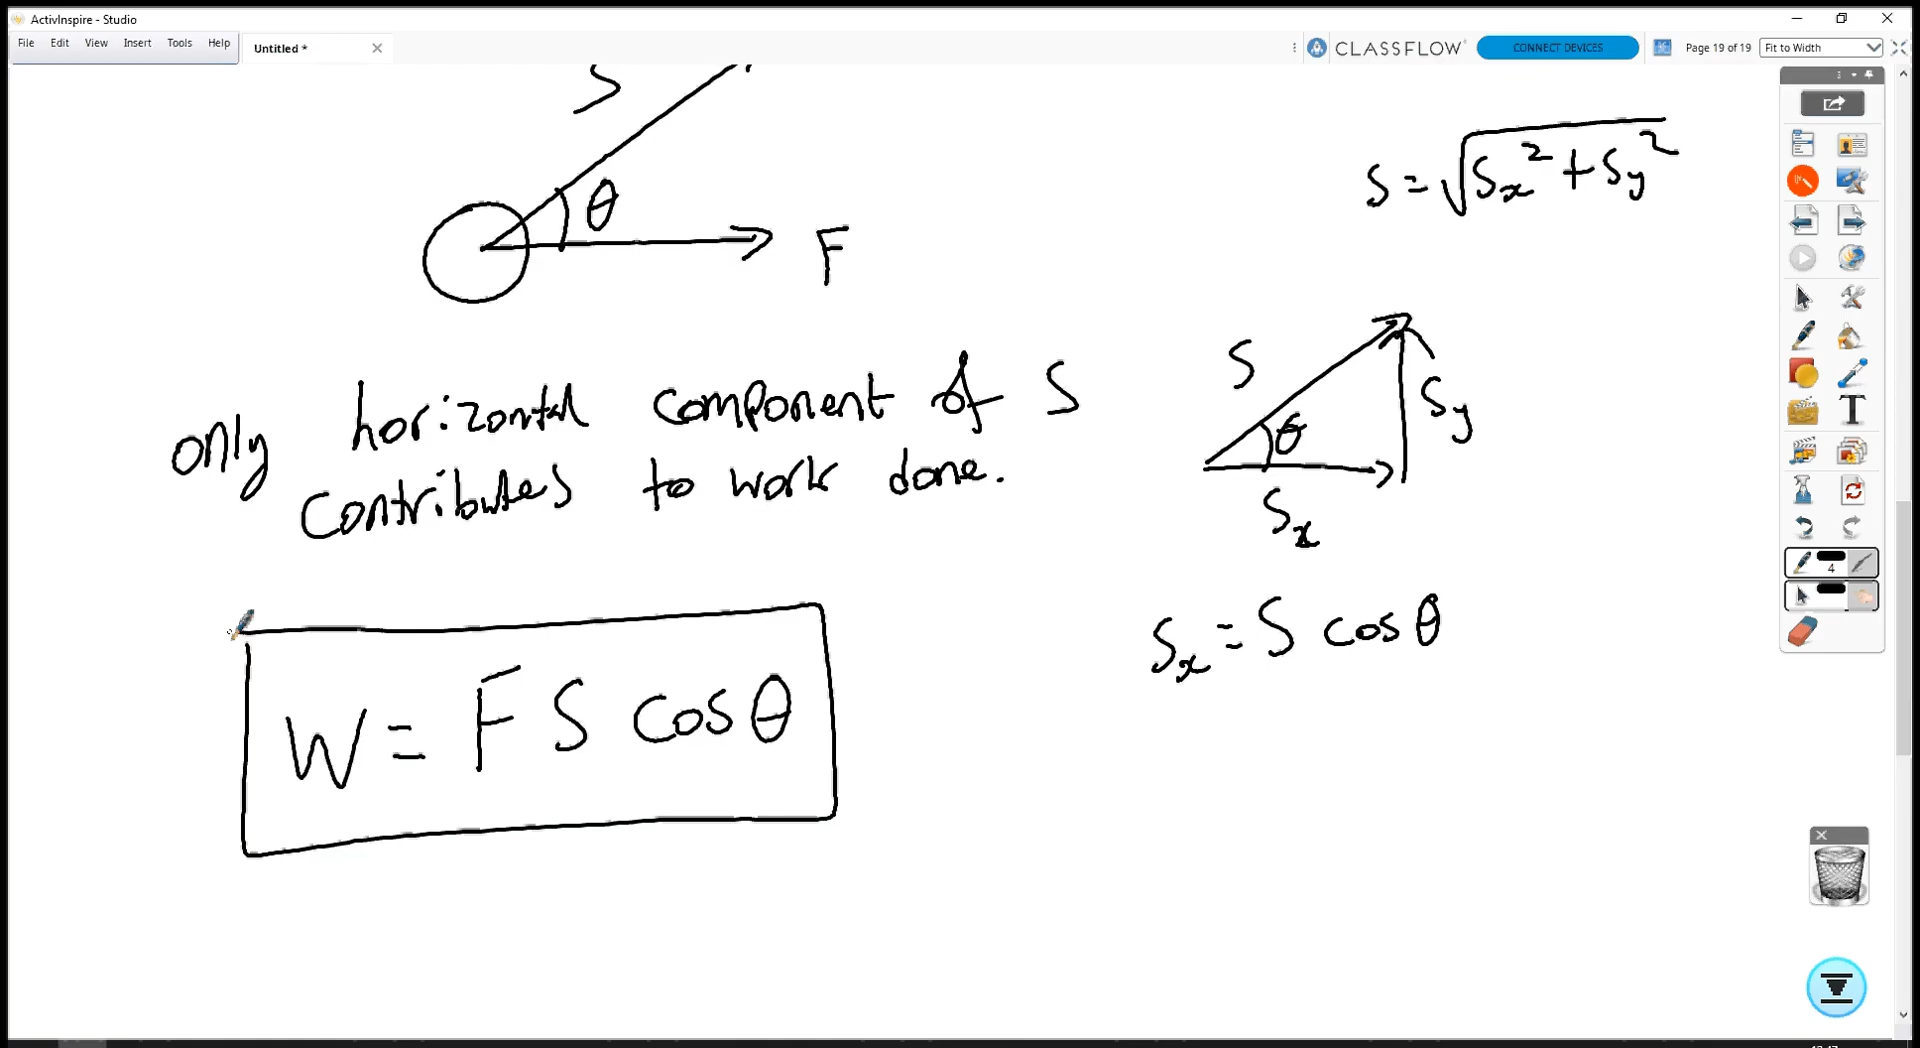 ActivInspire - Studio
File Edit View Insert Tools Help
Untitled *
CLASSFLOW
CONNECT DEVICES
Page 19 of 19
Fit to Width
S
θ
F
S = √Sx² + Sy²
only horizontal component of S
contributes to work done.
S
θ
Sy
Sx
W = F S cos θ
Sx = S cos θ
T
4